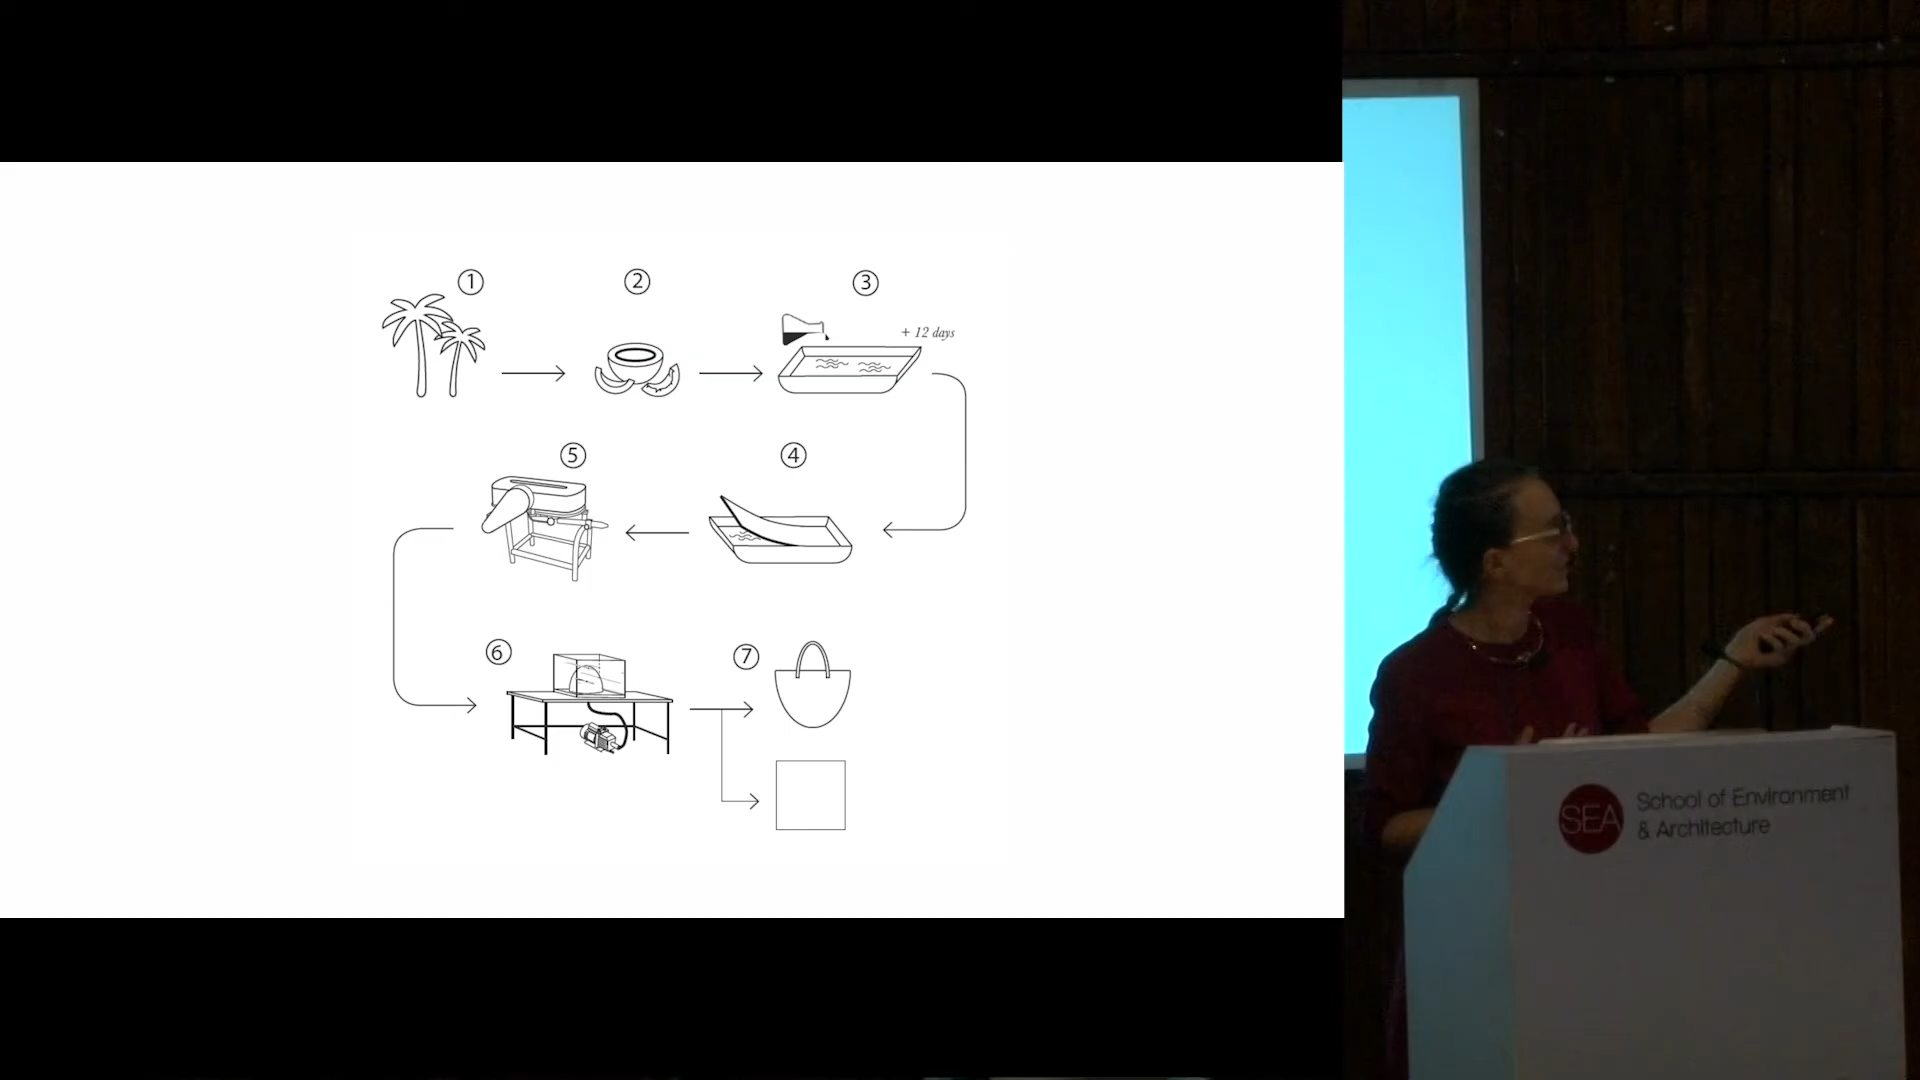 ①
②
③
+ 12 days
⑤
④
⑥
⑦
SEA
School of Environment
& Architecture